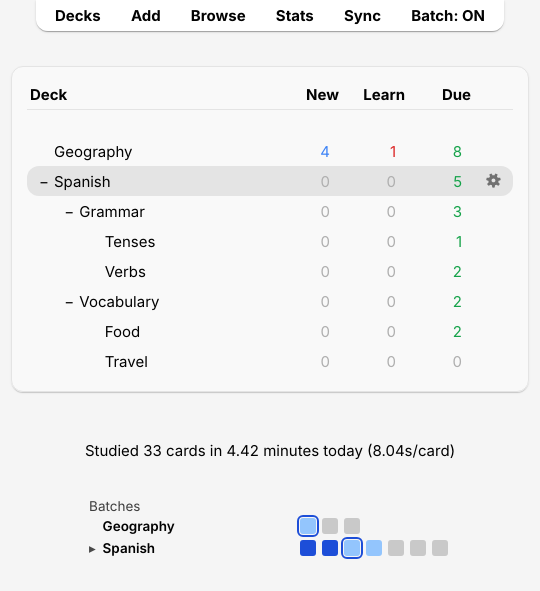 Decks Add Browse Stats Sync Batch: ON
Deck New Learn Due
Geography 4 1 8
− Spanish 0 0 5
− Grammar 0 0 3
Tenses 0 0 1
Verbs 0 0 2
− Vocabulary 0 0 2
Food 0 0 2
Travel 0 0 0
Studied 33 cards in 4.42 minutes today (8.04s/card)
Batches
Geography
▸ Spanish